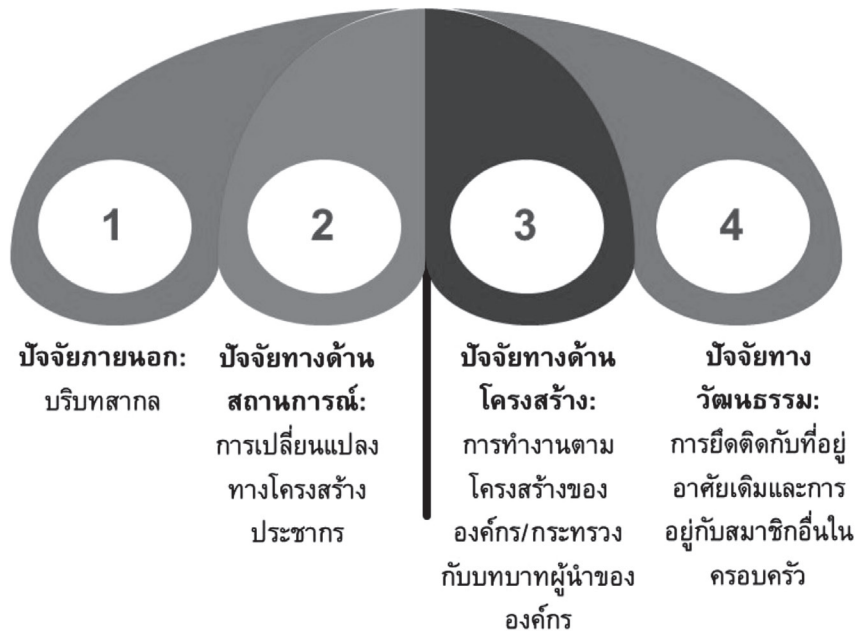 1
ปัจจัยภายนอก:
บริบทสากล
2
ปัจจัยทางด้าน
สถานการณ์:
การเปลี่ยนแปลง
ทางโครงสร้าง
ประชากร
3
ปัจจัยทางด้าน
โครงสร้าง:
การทำงานตาม
โครงสร้างของ
องค์กร/กระทรวง
กับบทบาทผู้นำของ
องค์กร
4
ปัจจัยทาง
วัฒนธรรม:
การยึดติดกับที่อยู่
อาศัยเดิมและการ
อยู่กับสมาชิกอื่นใน
ครอบครัว